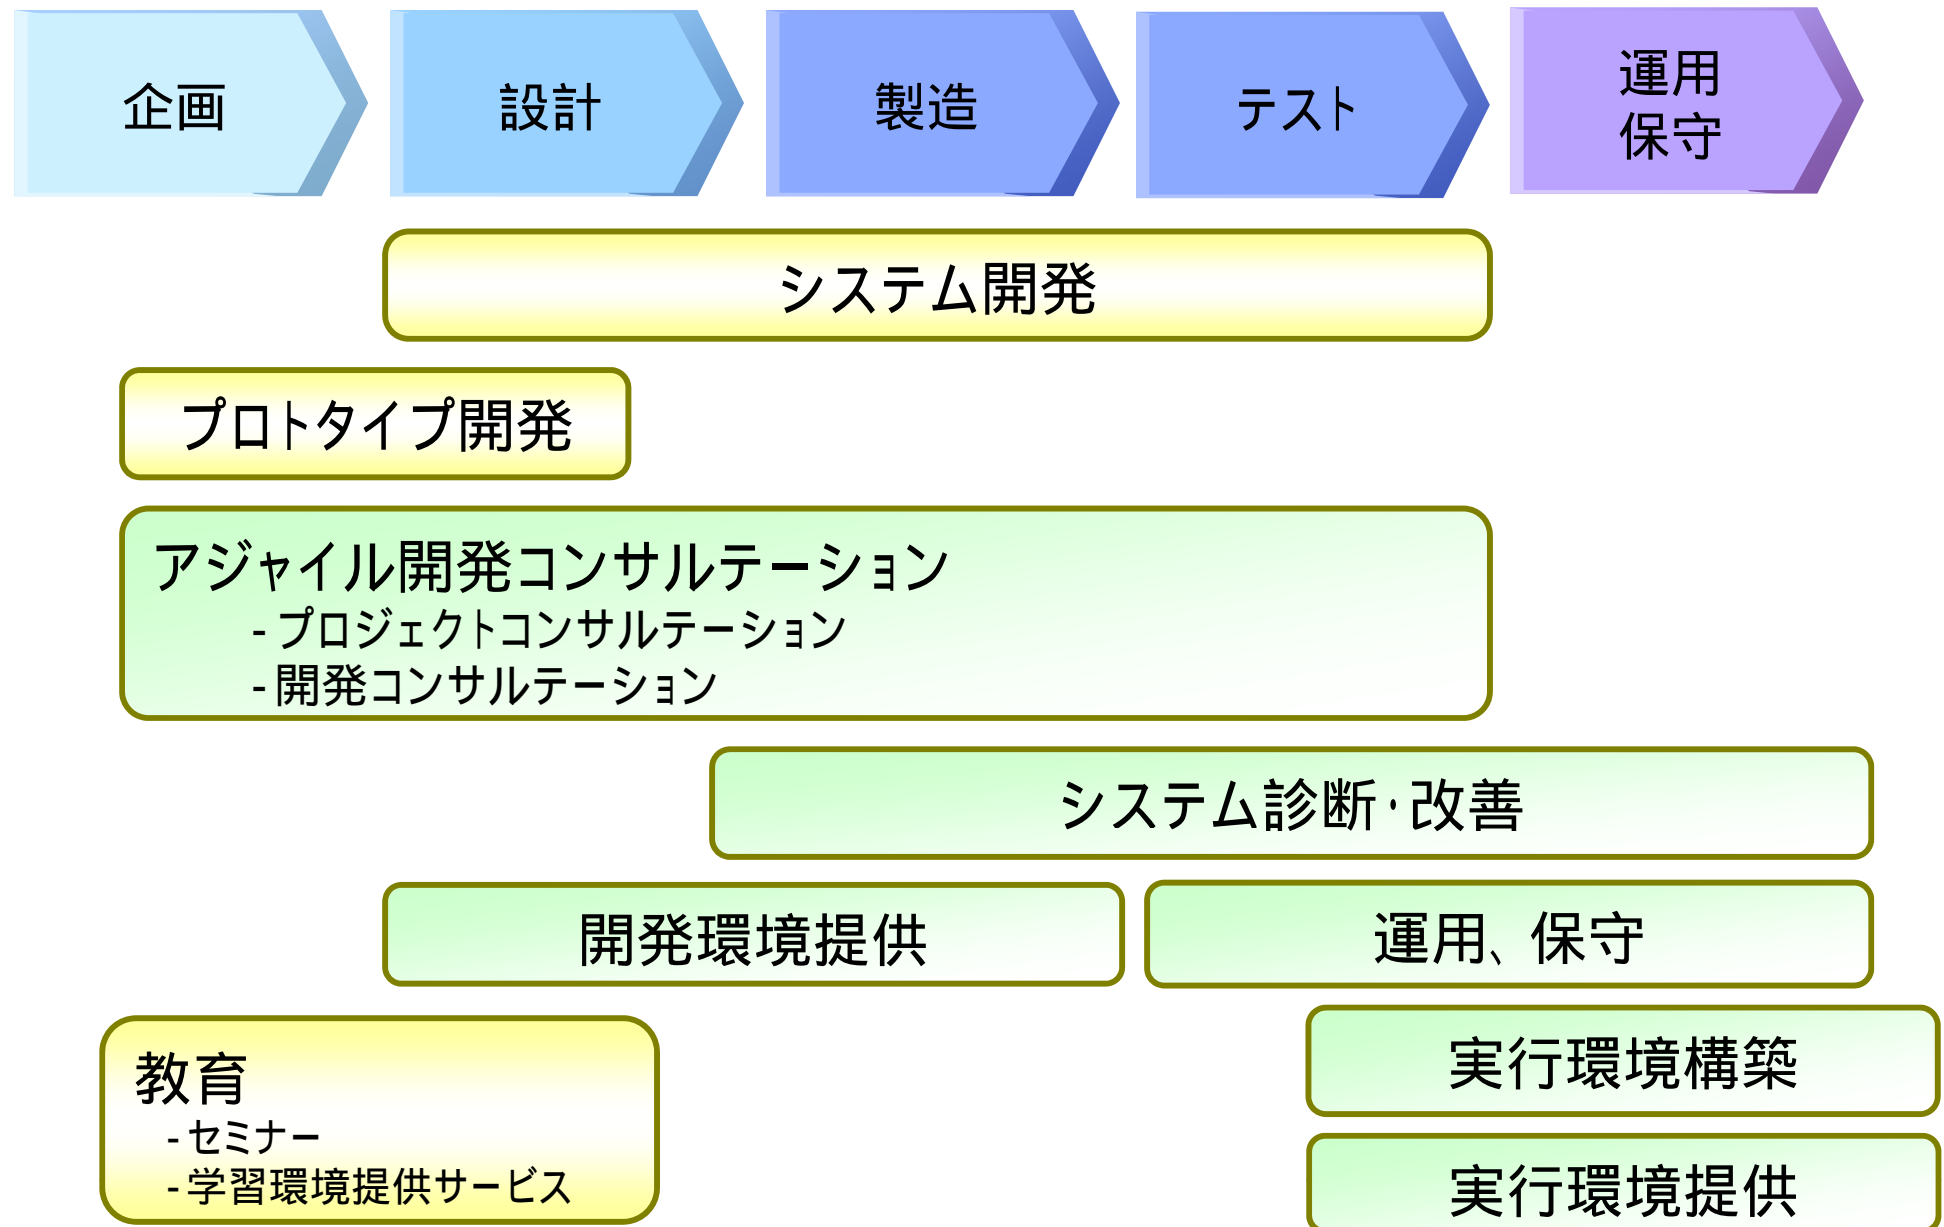 企画
設計
製造
テスト
運用
保守
システム開発
プロトタイプ開発
アジャイル開発コンサルテーション
- プロジェクトコンサルテーション
- 開発コンサルテーション
システム診断・改善
開発環境提供
運用、保守
教育
- セミナー
- 学習環境提供サービス
実行環境構築
実行環境提供